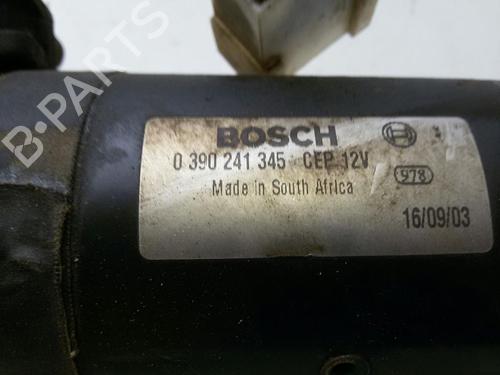 B-PARTS
BOSCH
0 390 241 345 CEP 12V
978
Made in South Africa
16/09/03